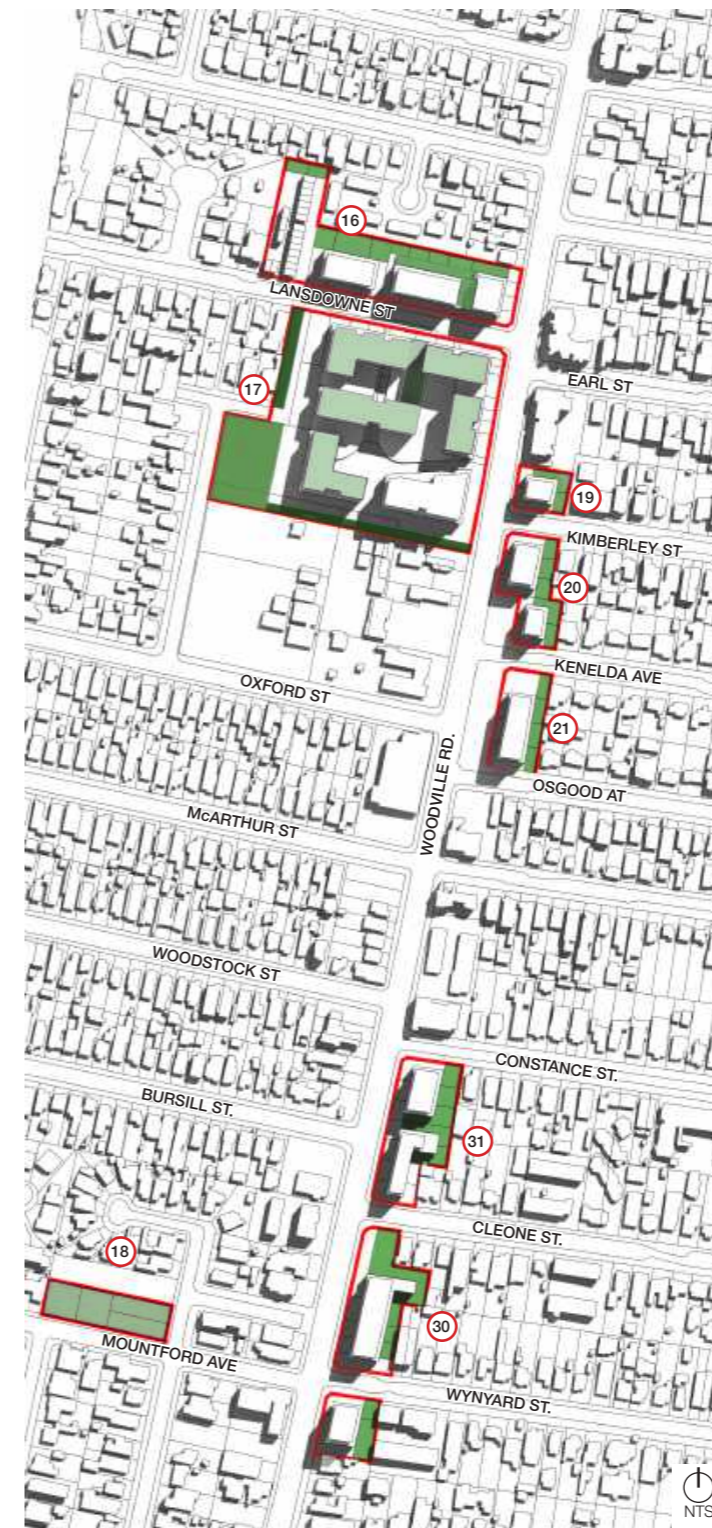 16
LANSDOWNE ST
EARL ST
17
19
KIMBERLEY ST
20
KENELDA AVE
OXFORD ST
21
OSGOOD AT
WOODVILLE RD.
McARTHUR ST
WOODSTOCK ST
CONSTANCE ST.
BURSILL ST.
31
CLEONE ST.
18
30
MOUNTFORD AVE
WYNYARD ST.
NTS